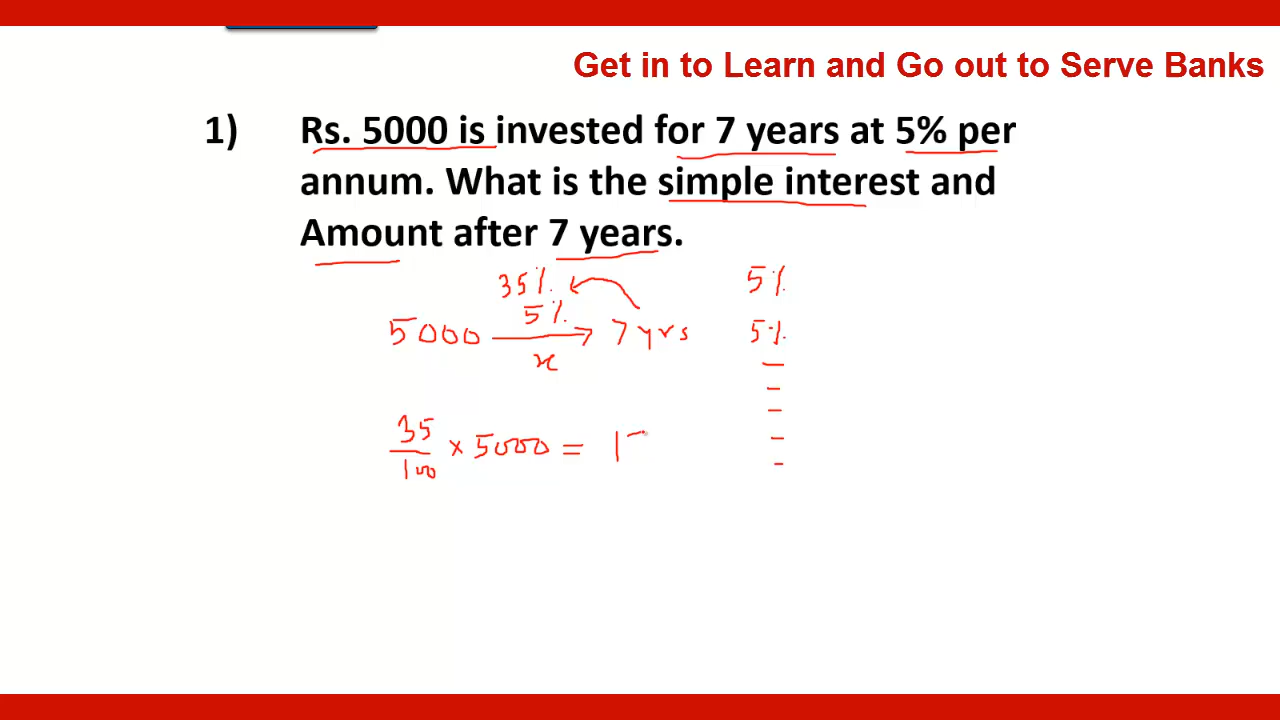 Get in to Learn and Go out to Serve Banks
1) Rs. 5000 is invested for 7 years at 5% per
annum. What is the simple interest and
Amount after 7 years.
35%
5%
5%
5000 → 7 yrs
5%
x
35/100 × 5000 = 1